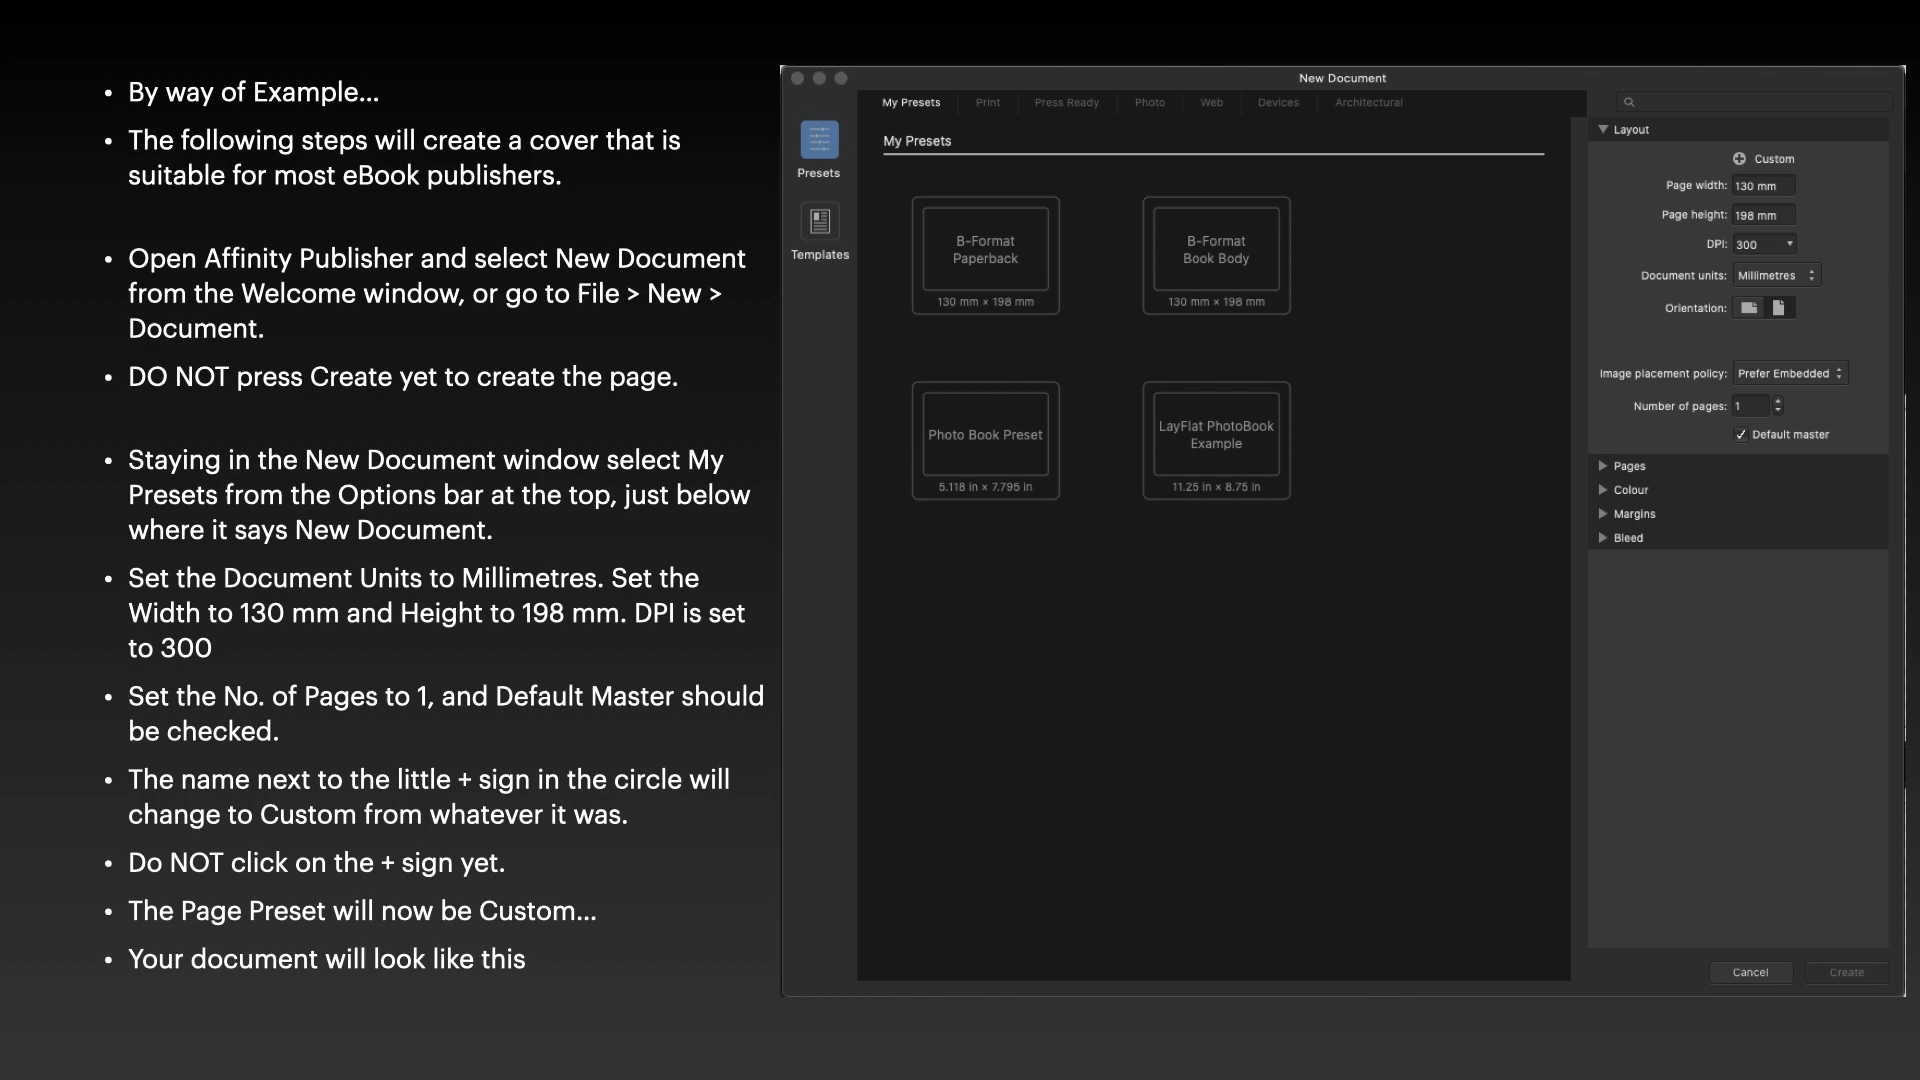 • By way of Example...
• The following steps will create a cover that is
suitable for most eBook publishers.
• Open Affinity Publisher and select New Document
from the Welcome window, or go to File > New >
Document.
• DO NOT press Create yet to create the page.
• Staying in the New Document window select My
Presets from the Options bar at the top, just below
where it says New Document.
• Set the Document Units to Millimetres. Set the
Width to 130 mm and Height to 198 mm. DPI is set
to 300
• Set the No. of Pages to 1, and Default Master should
be checked.
• The name next to the little + sign in the circle will
change to Custom from whatever it was.
• Do NOT click on the + sign yet.
• The Page Preset will now be Custom...
• Your document will look like this
New Document
My Presets Print Press Ready Photo Web Devices Architectural
Presets
Templates
My Presets
B-Format
Paperback
130 mm × 198 mm
B-Format
Book Body
130 mm × 198 mm
Photo Book Preset
5.118 in × 7.795 in
LayFlat PhotoBook
Example
11.25 in × 8.75 in
Layout
Custom
Page width: 130 mm
Page height: 198 mm
DPI: 300
Document units: Millimetres
Orientation:
Image placement policy: Prefer Embedded
Number of pages: 1
Default master
Pages
Colour
Margins
Bleed
Cancel Create